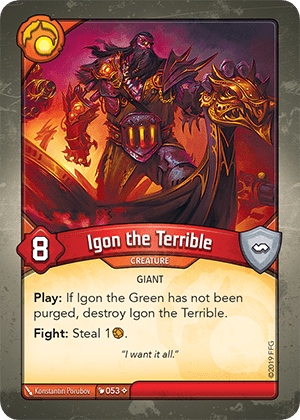 Igon the Terrible
8
CREATURE
GIANT
Play: If Igon the Green has not been
purged, destroy Igon the Terrible.
Fight: Steal 1.
"I want it all."
©2019 FFG
Konstantin Porubov
053